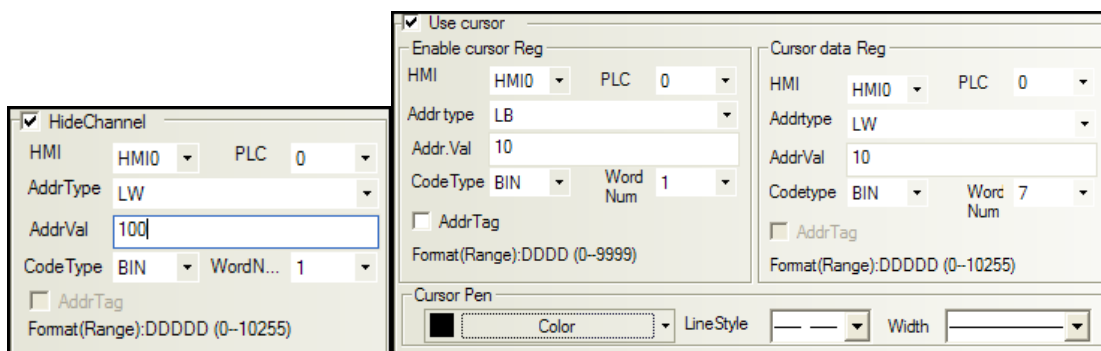 HideChannel
HMI HMI0 PLC 0
AddrType LW
AddrVal 100
CodeType BIN WordN... 1
AddrTag
Format(Range):DDDDD (0--10255)
Use cursor
Enable cursor Reg
HMI HMI0 PLC 0
Addr type LB
Addr.Val 10
CodeType BIN Word Num 1
AddrTag
Format(Range):DDDD (0--9999)
Cursor data Reg
HMI HMI0 PLC 0
Addrtype LW
AddrVal 10
Codetype BIN Word Num 7
AddrTag
Format(Range):DDDDD (0--10255)
Cursor Pen
Color LineStyle Width